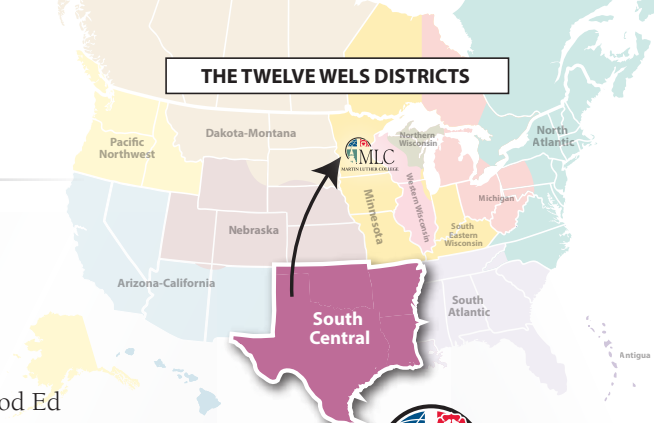 THE TWELVE WELS DISTRICTS
Pacific
Northwest
Dakota-Montana
MLC
MARTIN LUTHER COLLEGE
Northern
Wisconsin
North
Atlantic
Nebraska
Minnesota
Western Wisconsin
Michigan
South
Eastern
Wisconsin
Arizona-California
South
Central
South
Atlantic
Antigua
od Ed